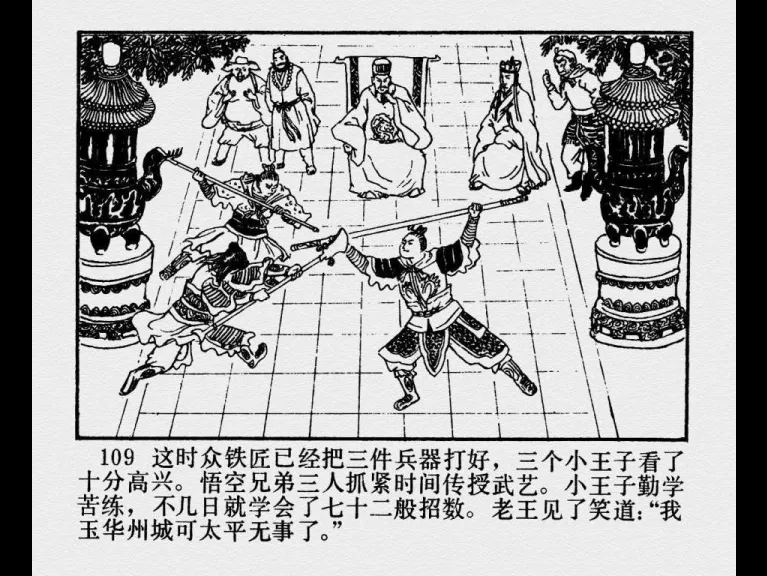 109 这时众铁匠已经把三件兵器打好，三个小王子看了
十分高兴。悟空兄弟三人抓紧时间传授武艺。小王子勤学
苦练，不几日就学会了七十二般招数。老王见了笑道：“我
玉华州城可太平无事了。”